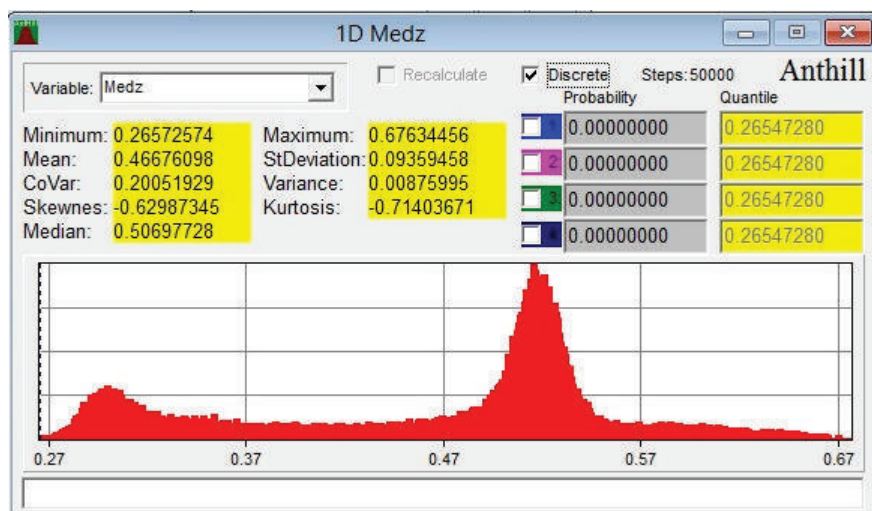 1D Medz
Variable: Medz
Recalculate
Discrete
Steps:50000
Anthill
Probability
Quantile
Minimum: 0.26572574
Maximum: 0.67634456
Mean: 0.46676098
StDeviation: 0.09359458
CoVar: 0.20051929
Variance: 0.00875995
Skewnes: -0.62987345
Kurtosis: -0.71403671
Median: 0.50697728
1 0.00000000 0.26547280
2 0.00000000 0.26547280
3 0.00000000 0.26547280
4 0.00000000 0.26547280
0.27 0.37 0.47 0.57 0.67